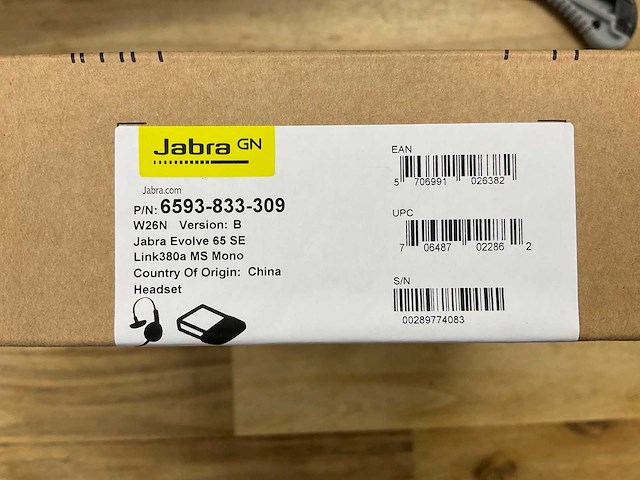 Jabra GN
Jabra.com
P/N: 6593-833-309
W26N Version: B
Jabra Evolve 65 SE
Link380a MS Mono
Country Of Origin: China
Headset
EAN
5 706991 026382
UPC
7 06487 02286 2
S/N
00289774083